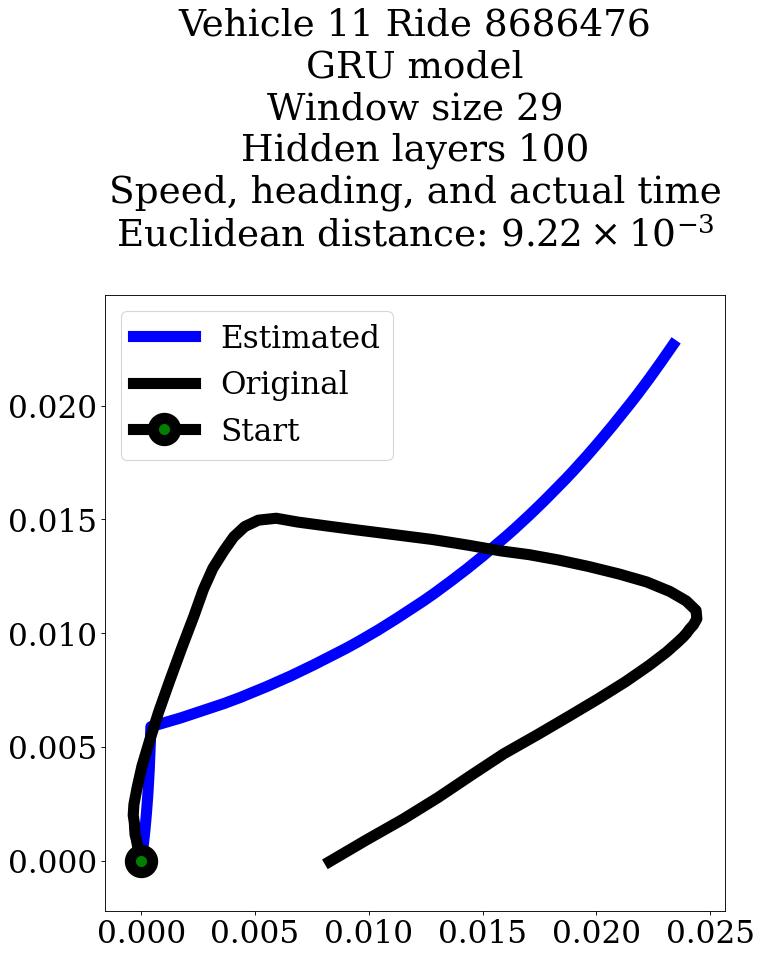 Vehicle 11 Ride 8686476
GRU model
Window size 29
Hidden layers 100
Speed, heading, and actual time
Euclidean distance: 9.22 × 10⁻³
Estimated
Original
Start
0.020
0.015
0.010
0.005
0.000
0.000 0.005 0.010 0.015 0.020 0.025